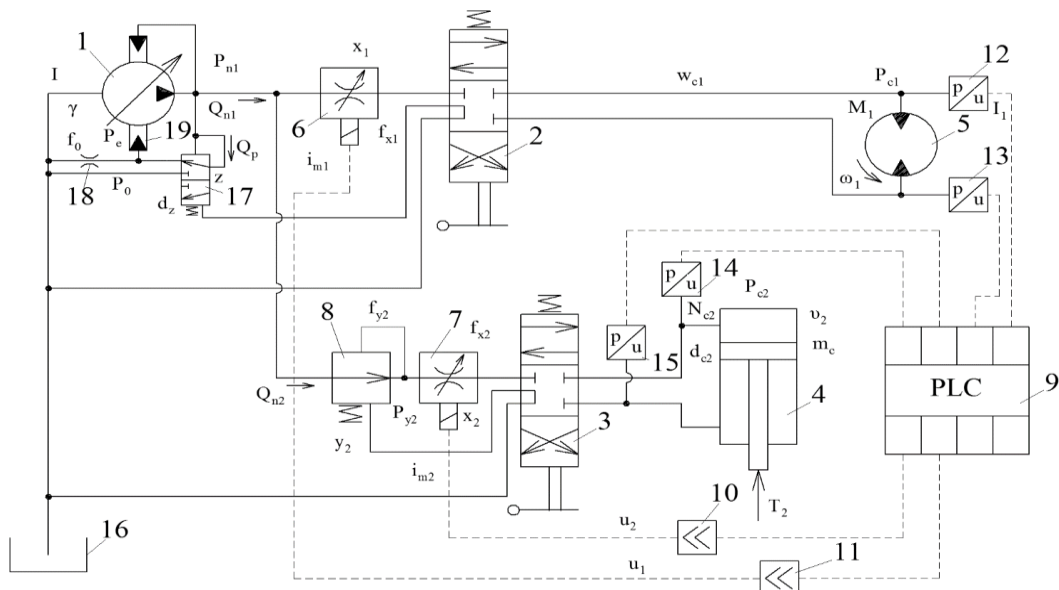 1
I
γ
P_n1
Q_n1
P_e
19
f_0
Q_p
P_0
z
17
18
d_z
x_1
6
f_x1
i_m1
2
w_c1
P_c1
M_1
5
ω_1
p
u
12
I_1
p
u
13
p
u
14
P_c2
N_c2
d_c2
p
u
15
υ_2
m_c
4
T_2
8
f_y2
7
f_x2
Q_n2
P_y2
x_2
y_2
i_m2
3
PLC
9
16
u_2
10
u_1
11